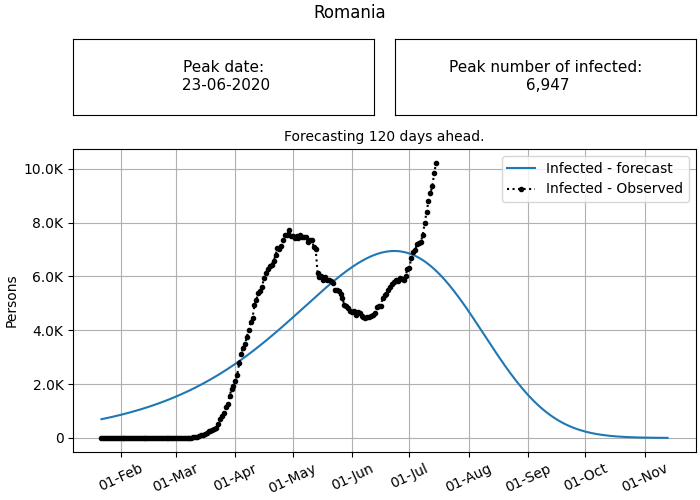 Romania
Peak date:
23-06-2020
Peak number of infected:
6,947
Forecasting 120 days ahead.
Infected - forecast
Infected - Observed
10.0K
8.0K
6.0K
4.0K
2.0K
0
Persons
01-Feb
01-Mar
01-Apr
01-May
01-Jun
01-Jul
01-Aug
01-Sep
01-Oct
01-Nov